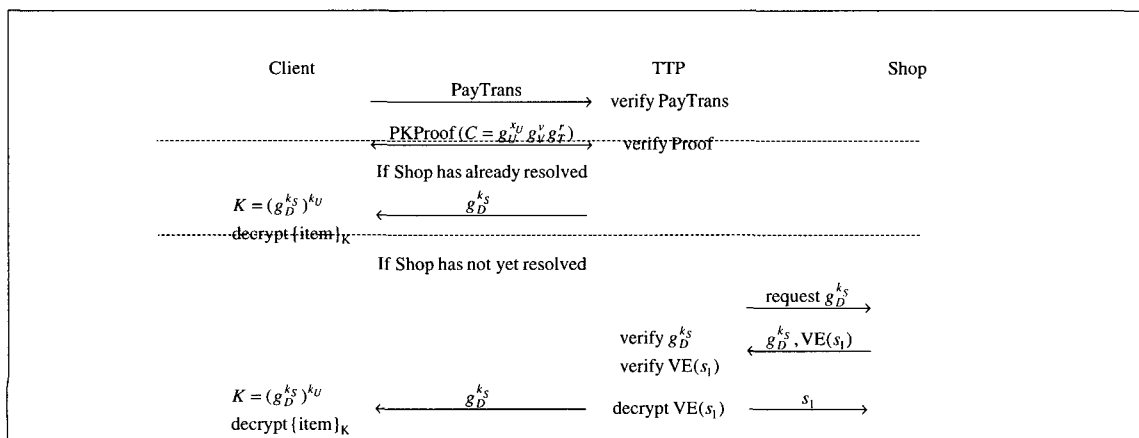 Client TTP Shop
PayTrans
verify PayTrans
PKProof (C = g_U^{x_U} g_V^v g_T^r)
verify Proof
If Shop has already resolved
K = (g_D^{k_S})^{k_U}
g_D^{k_S}
decrypt {item}_K
If Shop has not yet resolved
request g_D^{k_S}
verify g_D^{k_S}
g_D^{k_S}, VE(s_1)
verify VE(s_1)
K = (g_D^{k_S})^{k_U}
g_D^{k_S}
decrypt VE(s_1)
s_1
decrypt {item}_K